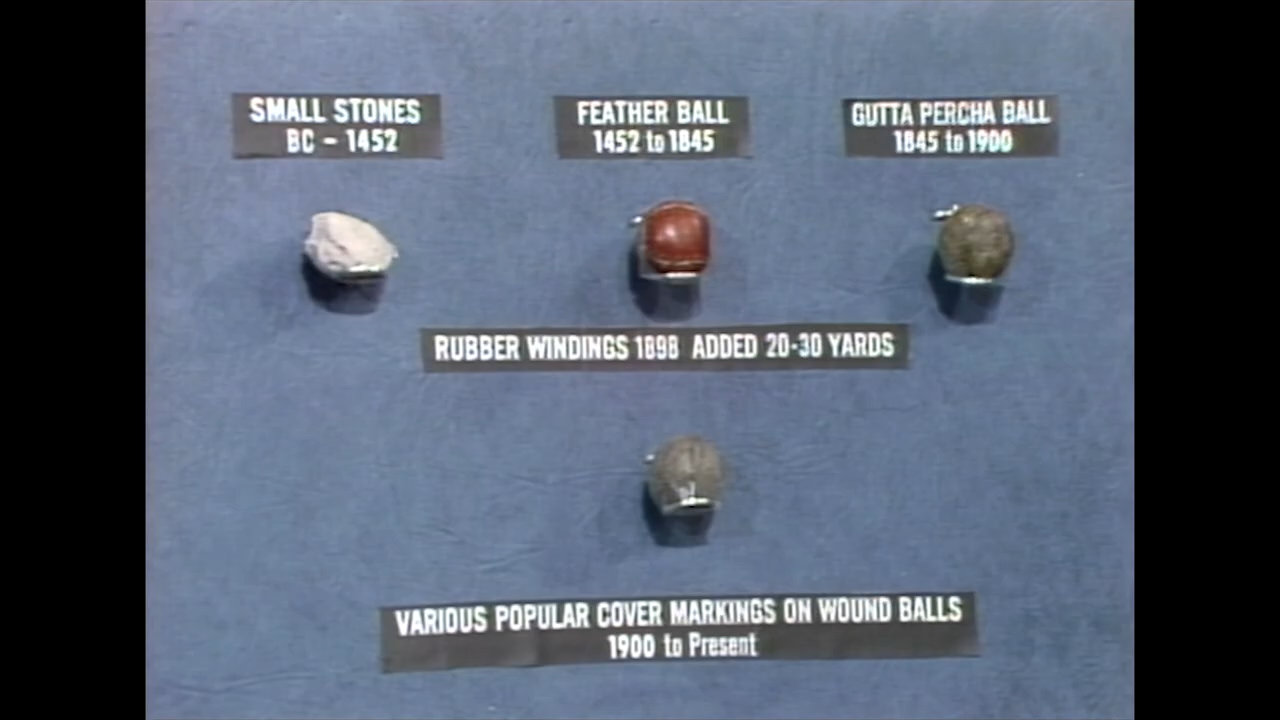 SMALL STONES
BC - 1452
FEATHER BALL
1452 to 1845
GUTTA PERCHA BALL
1845 to 1900
RUBBER WINDINGS 1898 ADDED 20-30 YARDS
VARIOUS POPULAR COVER MARKINGS ON WOUND BALLS
1900 to Present